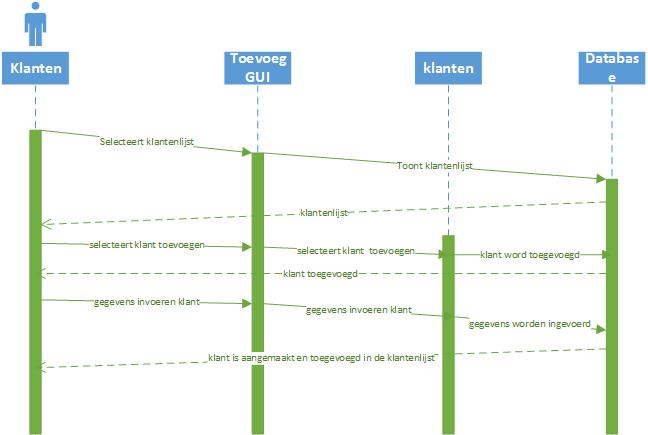 Klanten
Toevoeg
GUI
klanten
Databas
e
Selecteert klantenlijst
Toont klantenlijst
klantenlijst
selecteert klant toevoegen
selecteert klant toevoegen
klant word toegevoegd
klant toegevoegd
gegevens invoeren klant
gegevens invoeren klant
gegevens worden ingevoerd
klant is aangemaakt en toegevoegd in de klantenlijst